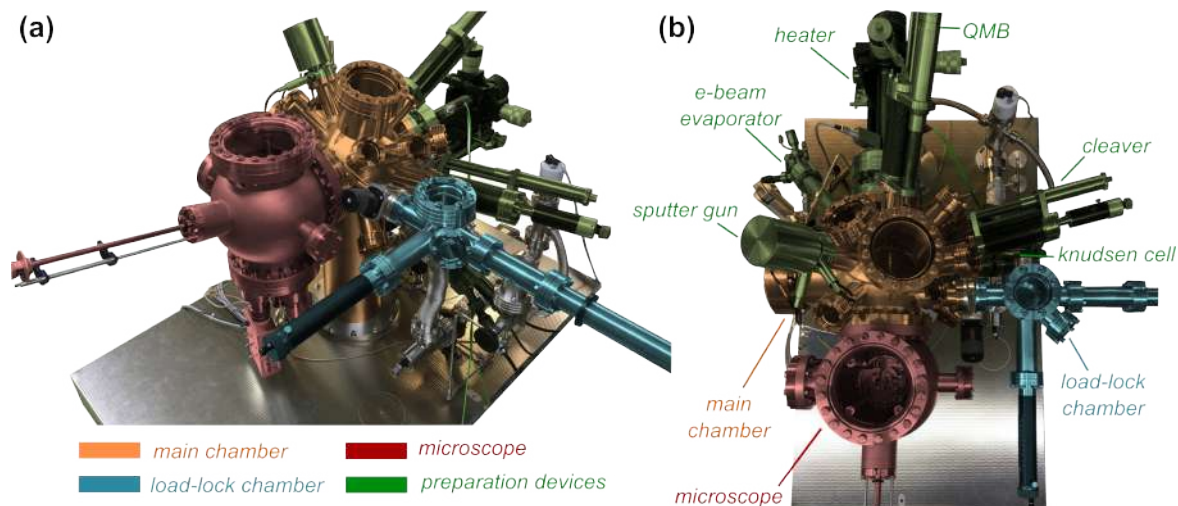 (a)
main chamber
microscope
load-lock chamber
preparation devices
(b)
QMB
heater
e-beam
evaporator
cleaver
sputter gun
knudsen cell
load-lock
chamber
main
chamber
microscope